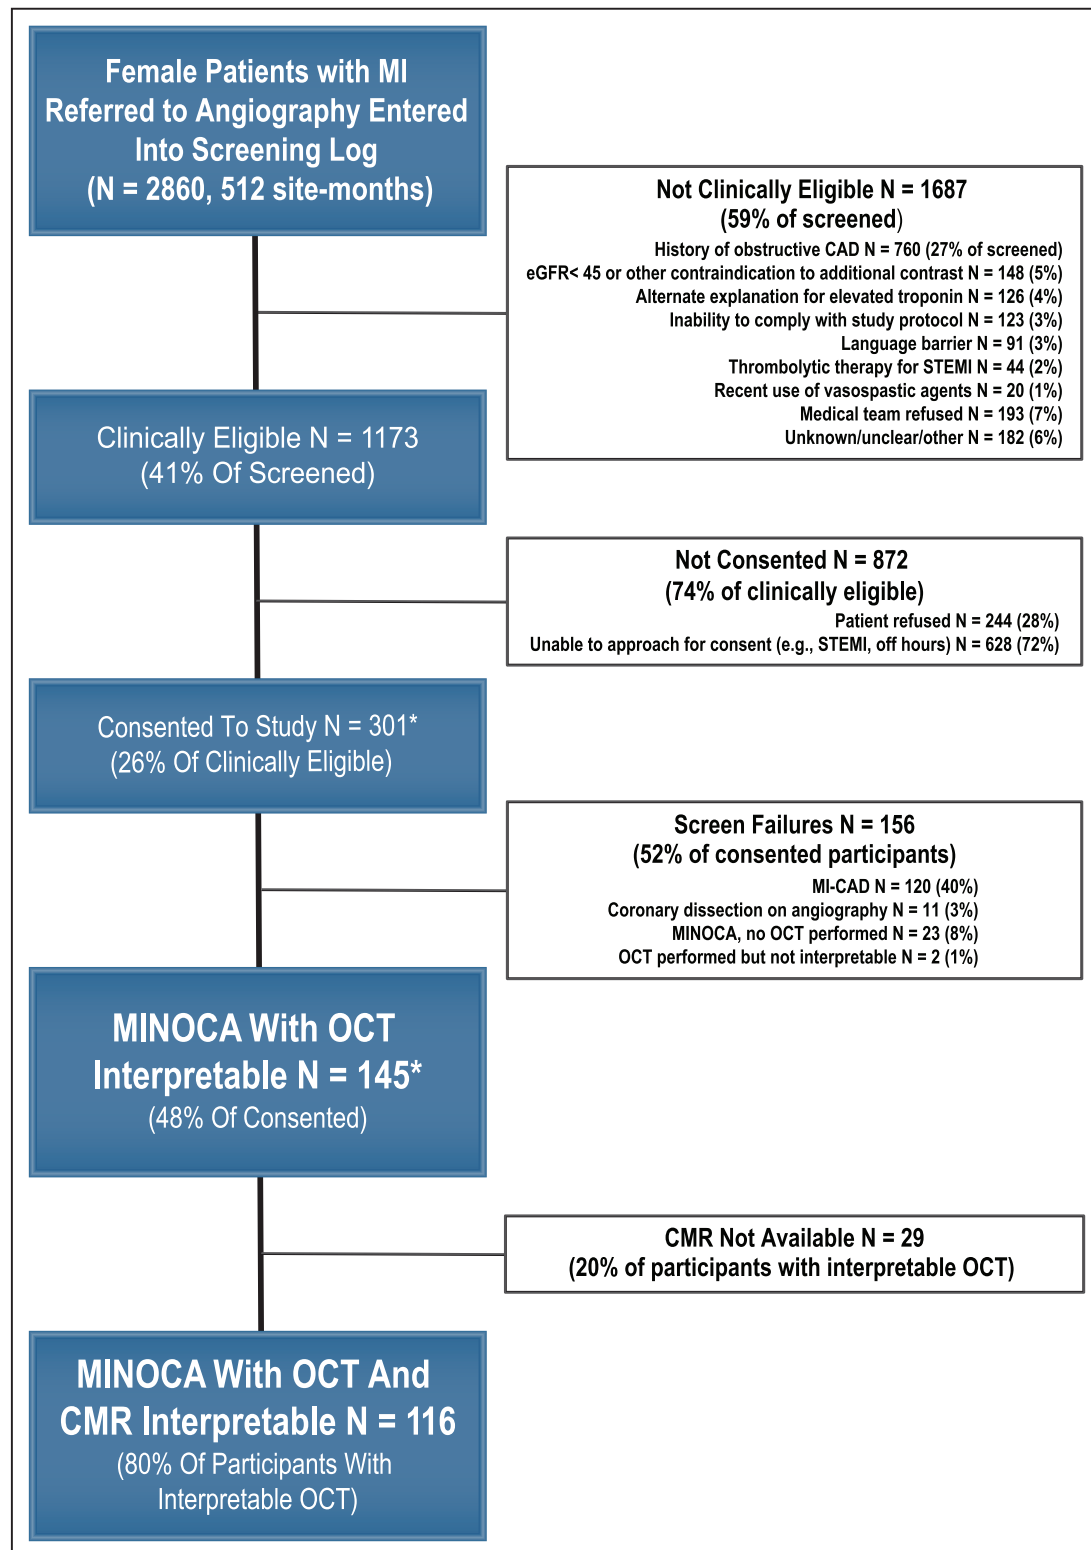 Female Patients with MI
Referred to Angiography Entered
Into Screening Log
(N = 2860, 512 site-months)
Not Clinically Eligible N = 1687
(59% of screened)
History of obstructive CAD N = 760 (27% of screened)
eGFR< 45 or other contraindication to additional contrast N = 148 (5%)
Alternate explanation for elevated troponin N = 126 (4%)
Inability to comply with study protocol N = 123 (3%)
Language barrier N = 91 (3%)
Thrombolytic therapy for STEMI N = 44 (2%)
Recent use of vasospastic agents N = 20 (1%)
Medical team refused N = 193 (7%)
Unknown/unclear/other N = 182 (6%)
Clinically Eligible N = 1173
(41% Of Screened)
Not Consented N = 872
(74% of clinically eligible)
Patient refused N = 244 (28%)
Unable to approach for consent (e.g., STEMI, off hours) N = 628 (72%)
Consented To Study N = 301*
(26% Of Clinically Eligible)
Screen Failures N = 156
(52% of consented participants)
MI-CAD N = 120 (40%)
Coronary dissection on angiography N = 11 (3%)
MINOCA, no OCT performed N = 23 (8%)
OCT performed but not interpretable N = 2 (1%)
MINOCA With OCT
Interpretable N = 145*
(48% Of Consented)
CMR Not Available N = 29
(20% of participants with interpretable OCT)
MINOCA With OCT And
CMR Interpretable N = 116
(80% Of Participants With
Interpretable OCT)